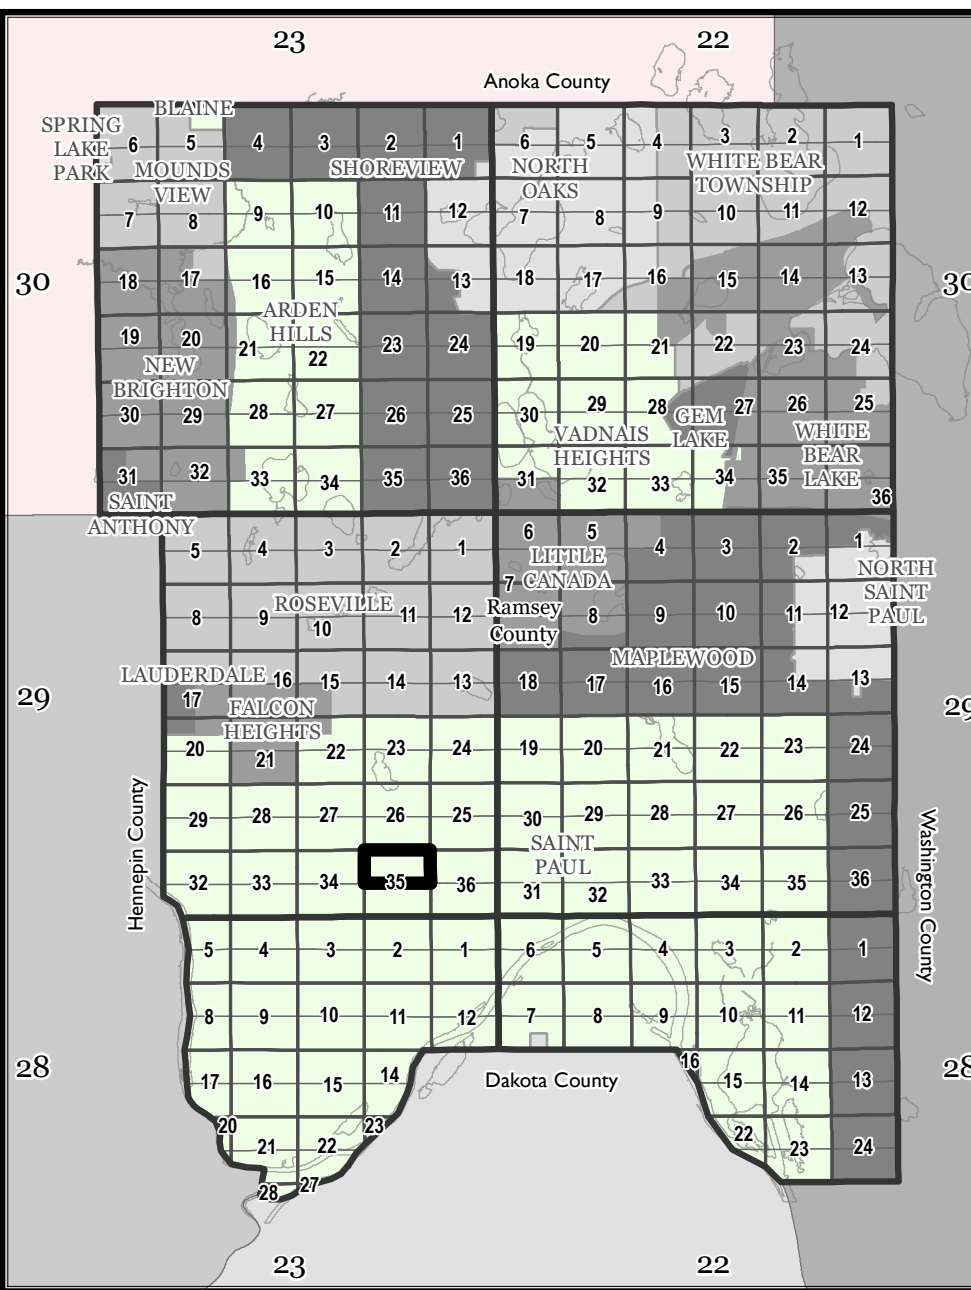 23 22
Anoka County
BLAINE
SPRING
LAKE
PARK
6 5 4 3 2 1 6 5 4 3 2 1
MOUNDS
VIEW
SHOREVIEW
NORTH
OAKS
WHITE BEAR
TOWNSHIP
7 8 9 10 11 12 7 8 9 10 11 12
30 18 17 16 15 14 13 18 17 16 15 14 13 30
ARDEN
HILLS
19 20 21 22 23 24 19 20 21 22 23 24
NEW
BRIGHTON
30 29 28 27 26 25 30 29 28 27 26 25
GEM
LAKE
VADNAIS
HEIGHTS
WHITE
BEAR
LAKE
31 32 33 34 35 36 31 32 33 34 35 36
SAINT
ANTHONY
5 4 3 2 1 6 5 4 3 2 1
LITTLE
CANADA
NORTH
SAINT
PAUL
ROSEVILLE
Ramsey
County
8 9 10 11 12 7 8 9 10 11 12
MAPLEWOOD
LAUDERDALE
29 17 16 15 14 13 18 17 16 15 14 13 29
FALCON
HEIGHTS
20 21 22 23 24 19 20 21 22 23 24
29 28 27 26 25 30 29 28 27 26 25
Hennepin County
Washington County
SAINT
PAUL
32 33 34 35 36 31 32 33 34 35 36
5 4 3 2 1 6 5 4 3 2 1
8 9 10 11 12 7 8 9 10 11 12
28 17 16 15 14 16 15 14 13 28
Dakota County
20 21 22 23 22 23 24
28 27
23 22